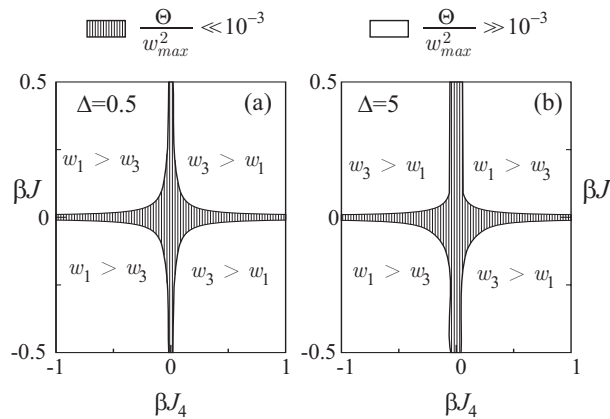 Θ/w²max ≪10⁻³ Θ/w²max ≫10⁻³
0.5 Δ=0.5 (a) 0.5 Δ=5 (b)
w₁ > w₃ w₃ > w₁ w₃ > w₁ w₁ > w₃
βJ βJ
0 0
w₁ > w₃ w₃ > w₁ w₁ > w₃ w₃ > w₁
-0.5 -0.5
-1 0 1 -1 0 1
βJ₄ βJ₄